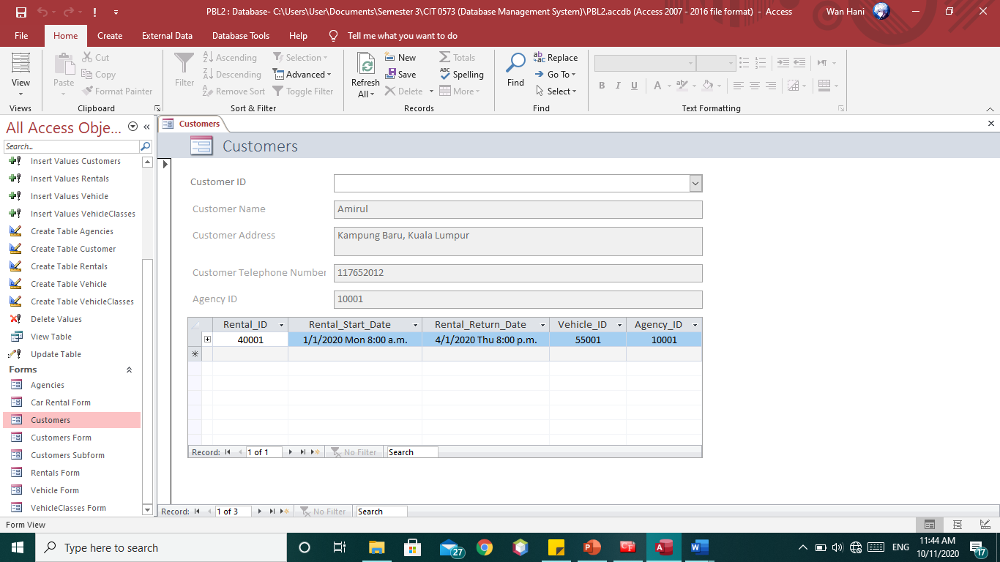 PBL2 : Database- C:\Users\User\Documents\Semester 3\CIT 0573 (Database Management System)\PBL2.accdb (Access 2007 - 2016 file format) - Access
Wan Hani
File Home Create External Data Database Tools Help Tell me what you want to do
View
Views
Paste
Cut
Copy
Format Painter
Clipboard
Filter
Ascending
Descending
Remove Sort
Selection
Advanced
Toggle Filter
Sort & Filter
Refresh All
New
Save
Delete
Totals
Spelling
More
Records
Find
Replace
Go To
Select
Find
B I U A
Text Formatting
All Access Obje...
Search...
Insert Values Customers
Insert Values Rentals
Insert Values Vehicle
Insert Values VehicleClasses
Create Table Agencies
Create Table Customer
Create Table Rentals
Create Table Vehicle
Create Table VehicleClasses
Delete Values
View Table
Update Table
Forms
Agencies
Car Rental Form
Customers
Customers Form
Customers Subform
Rentals Form
Vehicle Form
VehicleClasses Form
Customers
Customers
Customer ID
Customer Name Amirul
Customer Address Kampung Baru, Kuala Lumpur
Customer Telephone Number 117652012
Agency ID 10001
Rental_ID Rental_Start_Date Rental_Return_Date Vehicle_ID Agency_ID
40001 1/1/2020 Mon 8:00 a.m. 4/1/2020 Thu 8:00 p.m. 55001 10001
Record: 1 of 1 No Filter Search
Record: 1 of 3 No Filter Search
Form View
Type here to search
27
ENG
11:44 AM
10/11/2020
17